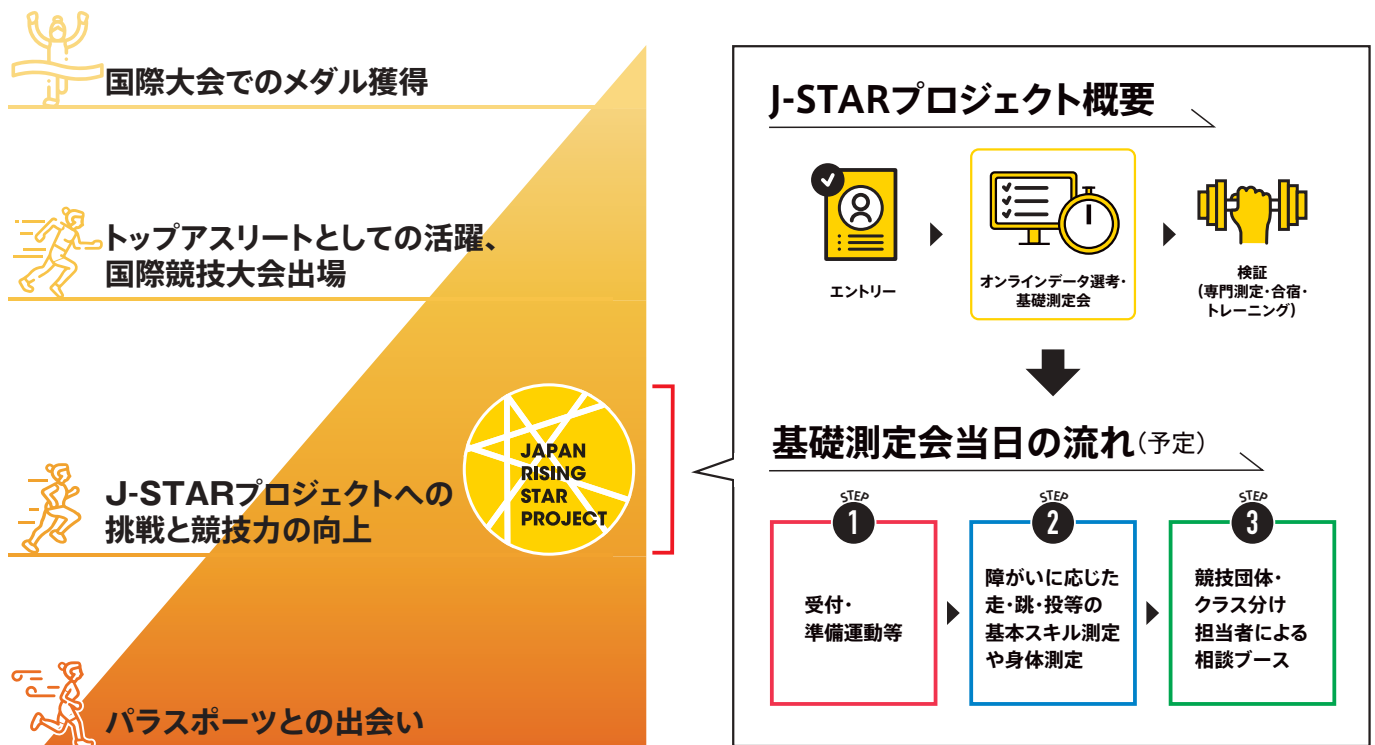 国際大会でのメダル獲得
トップアスリートとしての活躍、
国際競技大会出場
J-STARプロジェクトへの
挑戦と競技力の向上
パラスポーツとの出会い
JAPAN
RISING
STAR
PROJECT
J-STARプロジェクト概要
エントリー
オンラインデータ選考・
基礎測定会
検証
(専門測定・合宿・
トレーニング)
基礎測定会当日の流れ(予定)
STEP
1
受付・
準備運動等
STEP
2
障がいに応じた
走・跳・投等の
基本スキル測定
や身体測定
STEP
3
競技団体・
クラス分け
担当者による
相談ブース